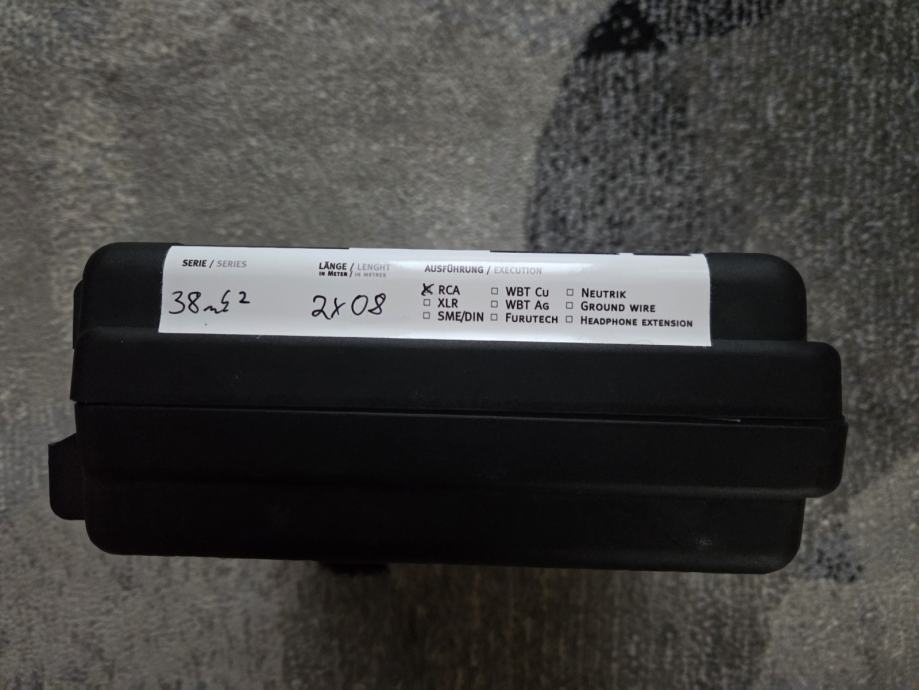 SERIE / SERIES
LÄNGE / LENGHT
IN METER / IN METRES
AUSFÜHRUNG / EXECUTION
2x08
☒ RCA ☐ WBT Cu ☐ NEUTRIK
☐ XLR ☐ WBT Ag ☐ GROUND WIRE
☐ SME/DIN ☐ FURUTECH ☐ HEADPHONE EXTENSION